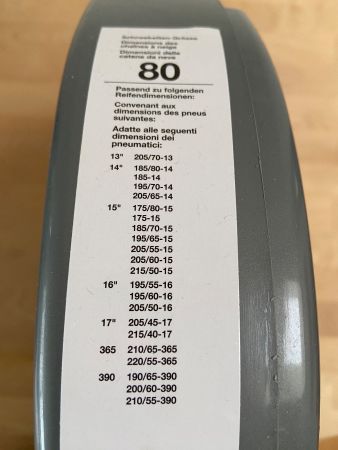 Schneeketten-Grösse
Dimensions des
chaînes à neige
Dimensioni della
catena da neve
80
Passend zu folgenden
Reifendimensionen:
Convenant aux
dimensions des pneus
suivantes:
Adatte alle seguenti
dimensioni dei
pneumatici:
13" 205/70-13
14" 185/80-14
185-14
195/70-14
205/65-14
15" 175/80-15
175-15
185/70-15
195/65-15
205/55-15
205/60-15
215/50-15
16" 195/55-16
195/60-16
205/50-16
17" 205/45-17
215/40-17
365 210/65-365
220/55-365
390 190/65-390
200/60-390
210/55-390